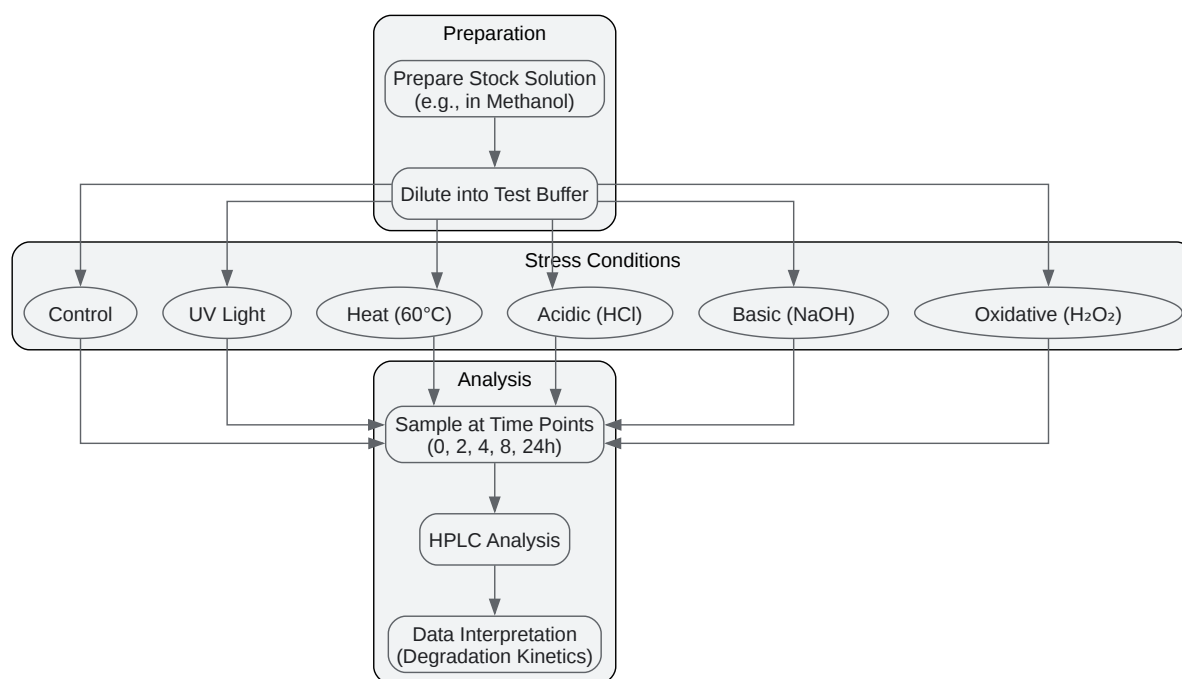 Preparation
Prepare Stock Solution
(e.g., in Methanol)
Dilute into Test Buffer
Stress Conditions
Control
UV Light
Heat (60°C)
Acidic (HCl)
Basic (NaOH)
Oxidative (H₂O₂)
Analysis
Sample at Time Points
(0, 2, 4, 8, 24h)
HPLC Analysis
Data Interpretation
(Degradation Kinetics)